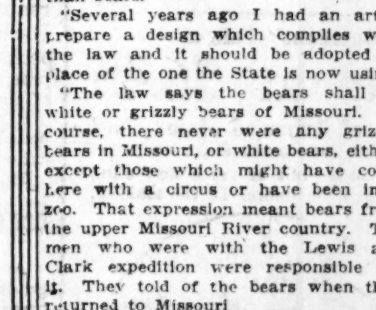 "Several years ago I had an art
prepare a design which complies w
the law and it should be adopted
place of the one the State is now usi
"The law says the bears shall
white or grizzly bears of Missouri.
course, there never were any griz
bears in Missouri, or white bears, eith
except those which might have co
here with a circus or have been in
zoo. That expression meant bears fr
the upper Missouri River country. T
men who were with the Lewis a
Clark expedition were responsible
it. They told of the bears when th
returned to Missouri